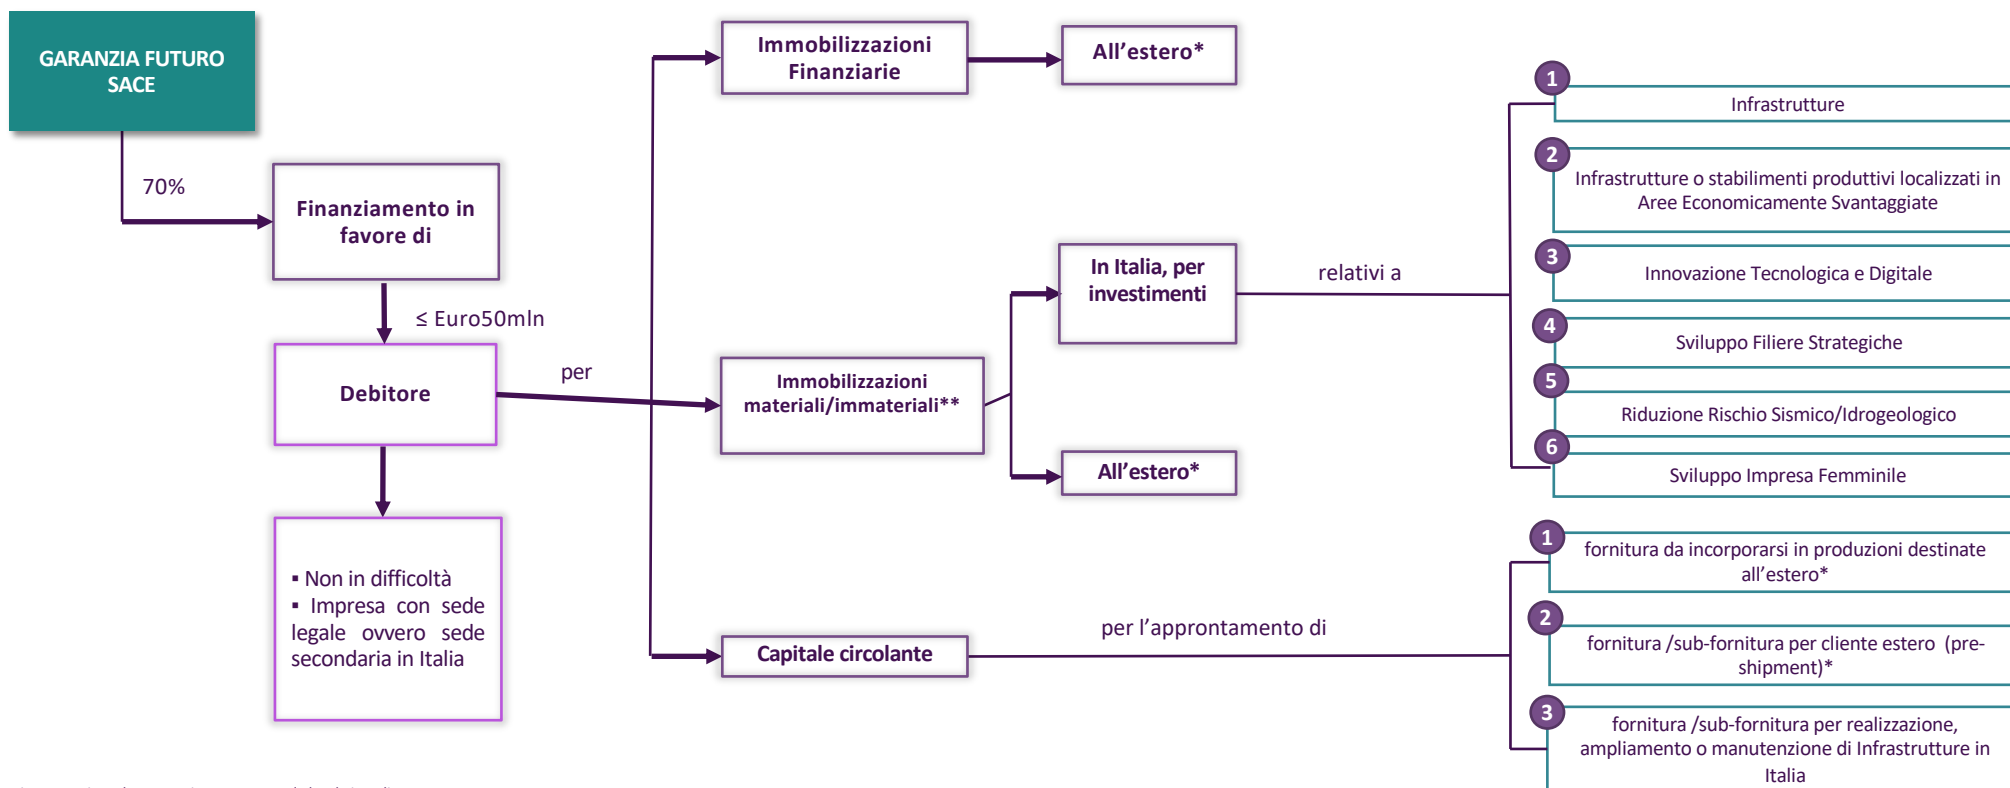 GARANZIA FUTURO
SACE
70%
Finanziamento in
favore di
≤ Euro50mln
Debitore
▪ Non in difficoltà
▪ Impresa con sede
legale ovvero sede
secondaria in Italia
per
Immobilizzazioni
Finanziarie
All'estero*
Immobilizzazioni
materiali/immateriali**
In Italia, per
investimenti
relativi a
All'estero*
1
Infrastrutture
2
Infrastrutture o stabilimenti produttivi localizzati in
Aree Economicamente Svantaggiate
3
Innovazione Tecnologica e Digitale
4
Sviluppo Filiere Strategiche
5
Riduzione Rischio Sismico/Idrogeologico
6
Sviluppo Impresa Femminile
Capitale circolante
per l'approntamento di
1
fornitura da incorporarsi in produzioni destinate
all'estero*
2
fornitura /sub-fornitura per cliente estero (pre-
shipment)*
3
fornitura /sub-fornitura per realizzazione,
ampliamento o manutenzione di Infrastrutture in
Italia